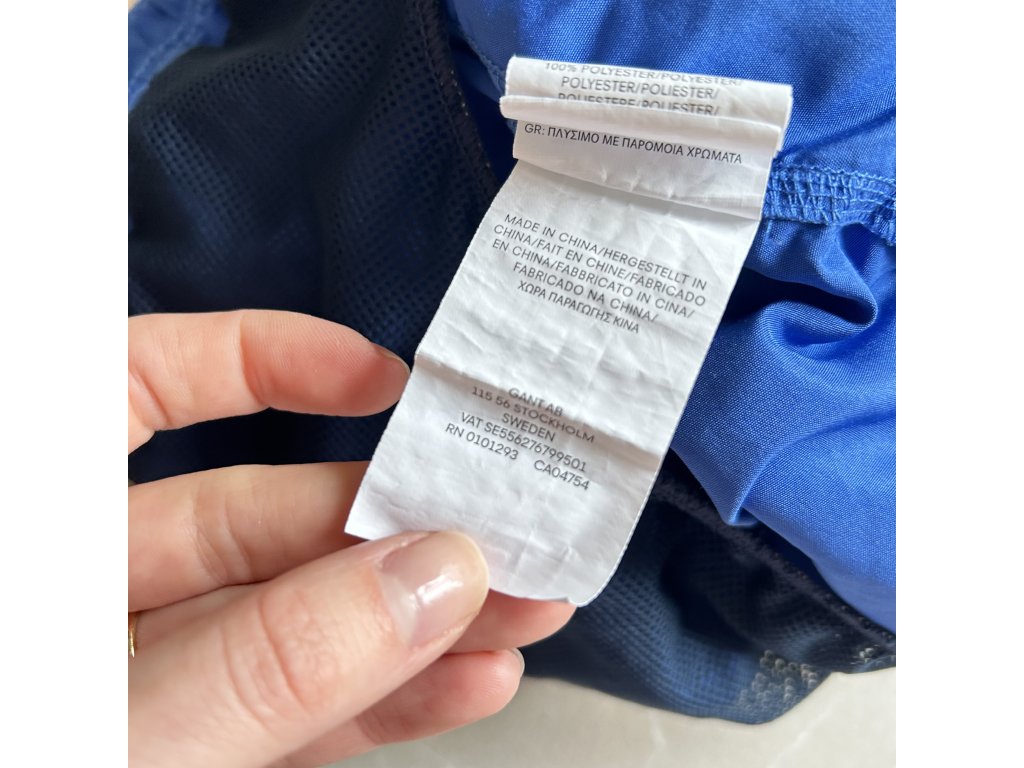 100% POLYESTER/POLYESTER/
POLYESTER/POLIESTER/
POLIESTERE/POLIESTER/
GR: ΠΛΥΣΙΜΟ ΜΕ ΠΑΡΟΜΟΙΑ ΧΡΩΜΑΤΑ
MADE IN CHINA/HERGESTELLT IN
CHINA/FAIT EN CHINE/FABRICADO
EN CHINA/FABBRICATO IN CINA/
FABRICADO NA CHINA/
ΧΩΡΑ ΠΑΡΑΓΩΓΗΣ ΚΙΝΑ
GANT AB
115 56 STOCKHOLM
SWEDEN
VAT SE556276799501
RN 0101293 CA04754